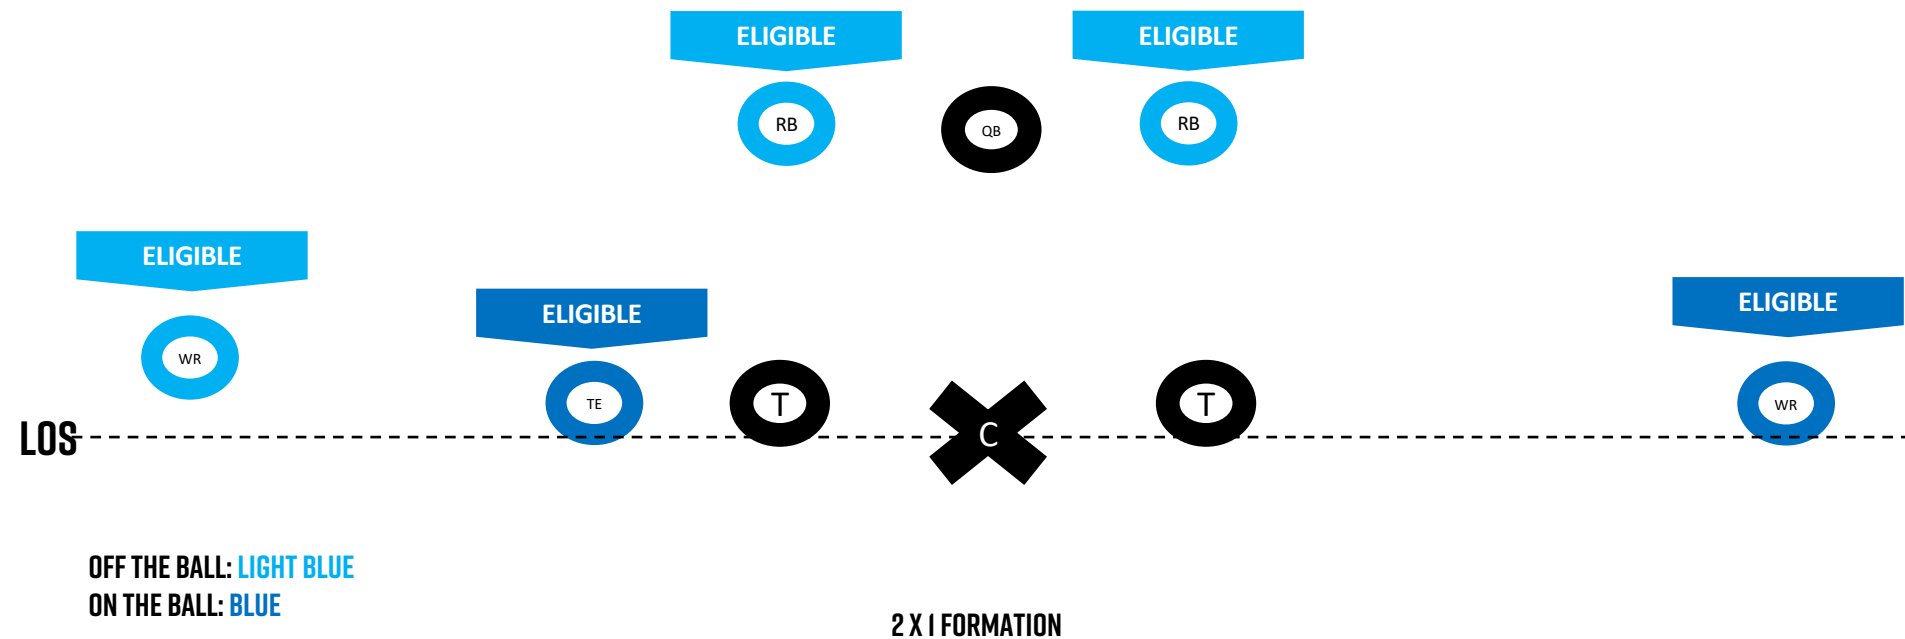 ELIGIBLE
ELIGIBLE
RB
QB
RB
ELIGIBLE
ELIGIBLE
ELIGIBLE
WR
TE
T
C
T
WR
LOS
OFF THE BALL: LIGHT BLUE
ON THE BALL: BLUE
2 X 1 FORMATION